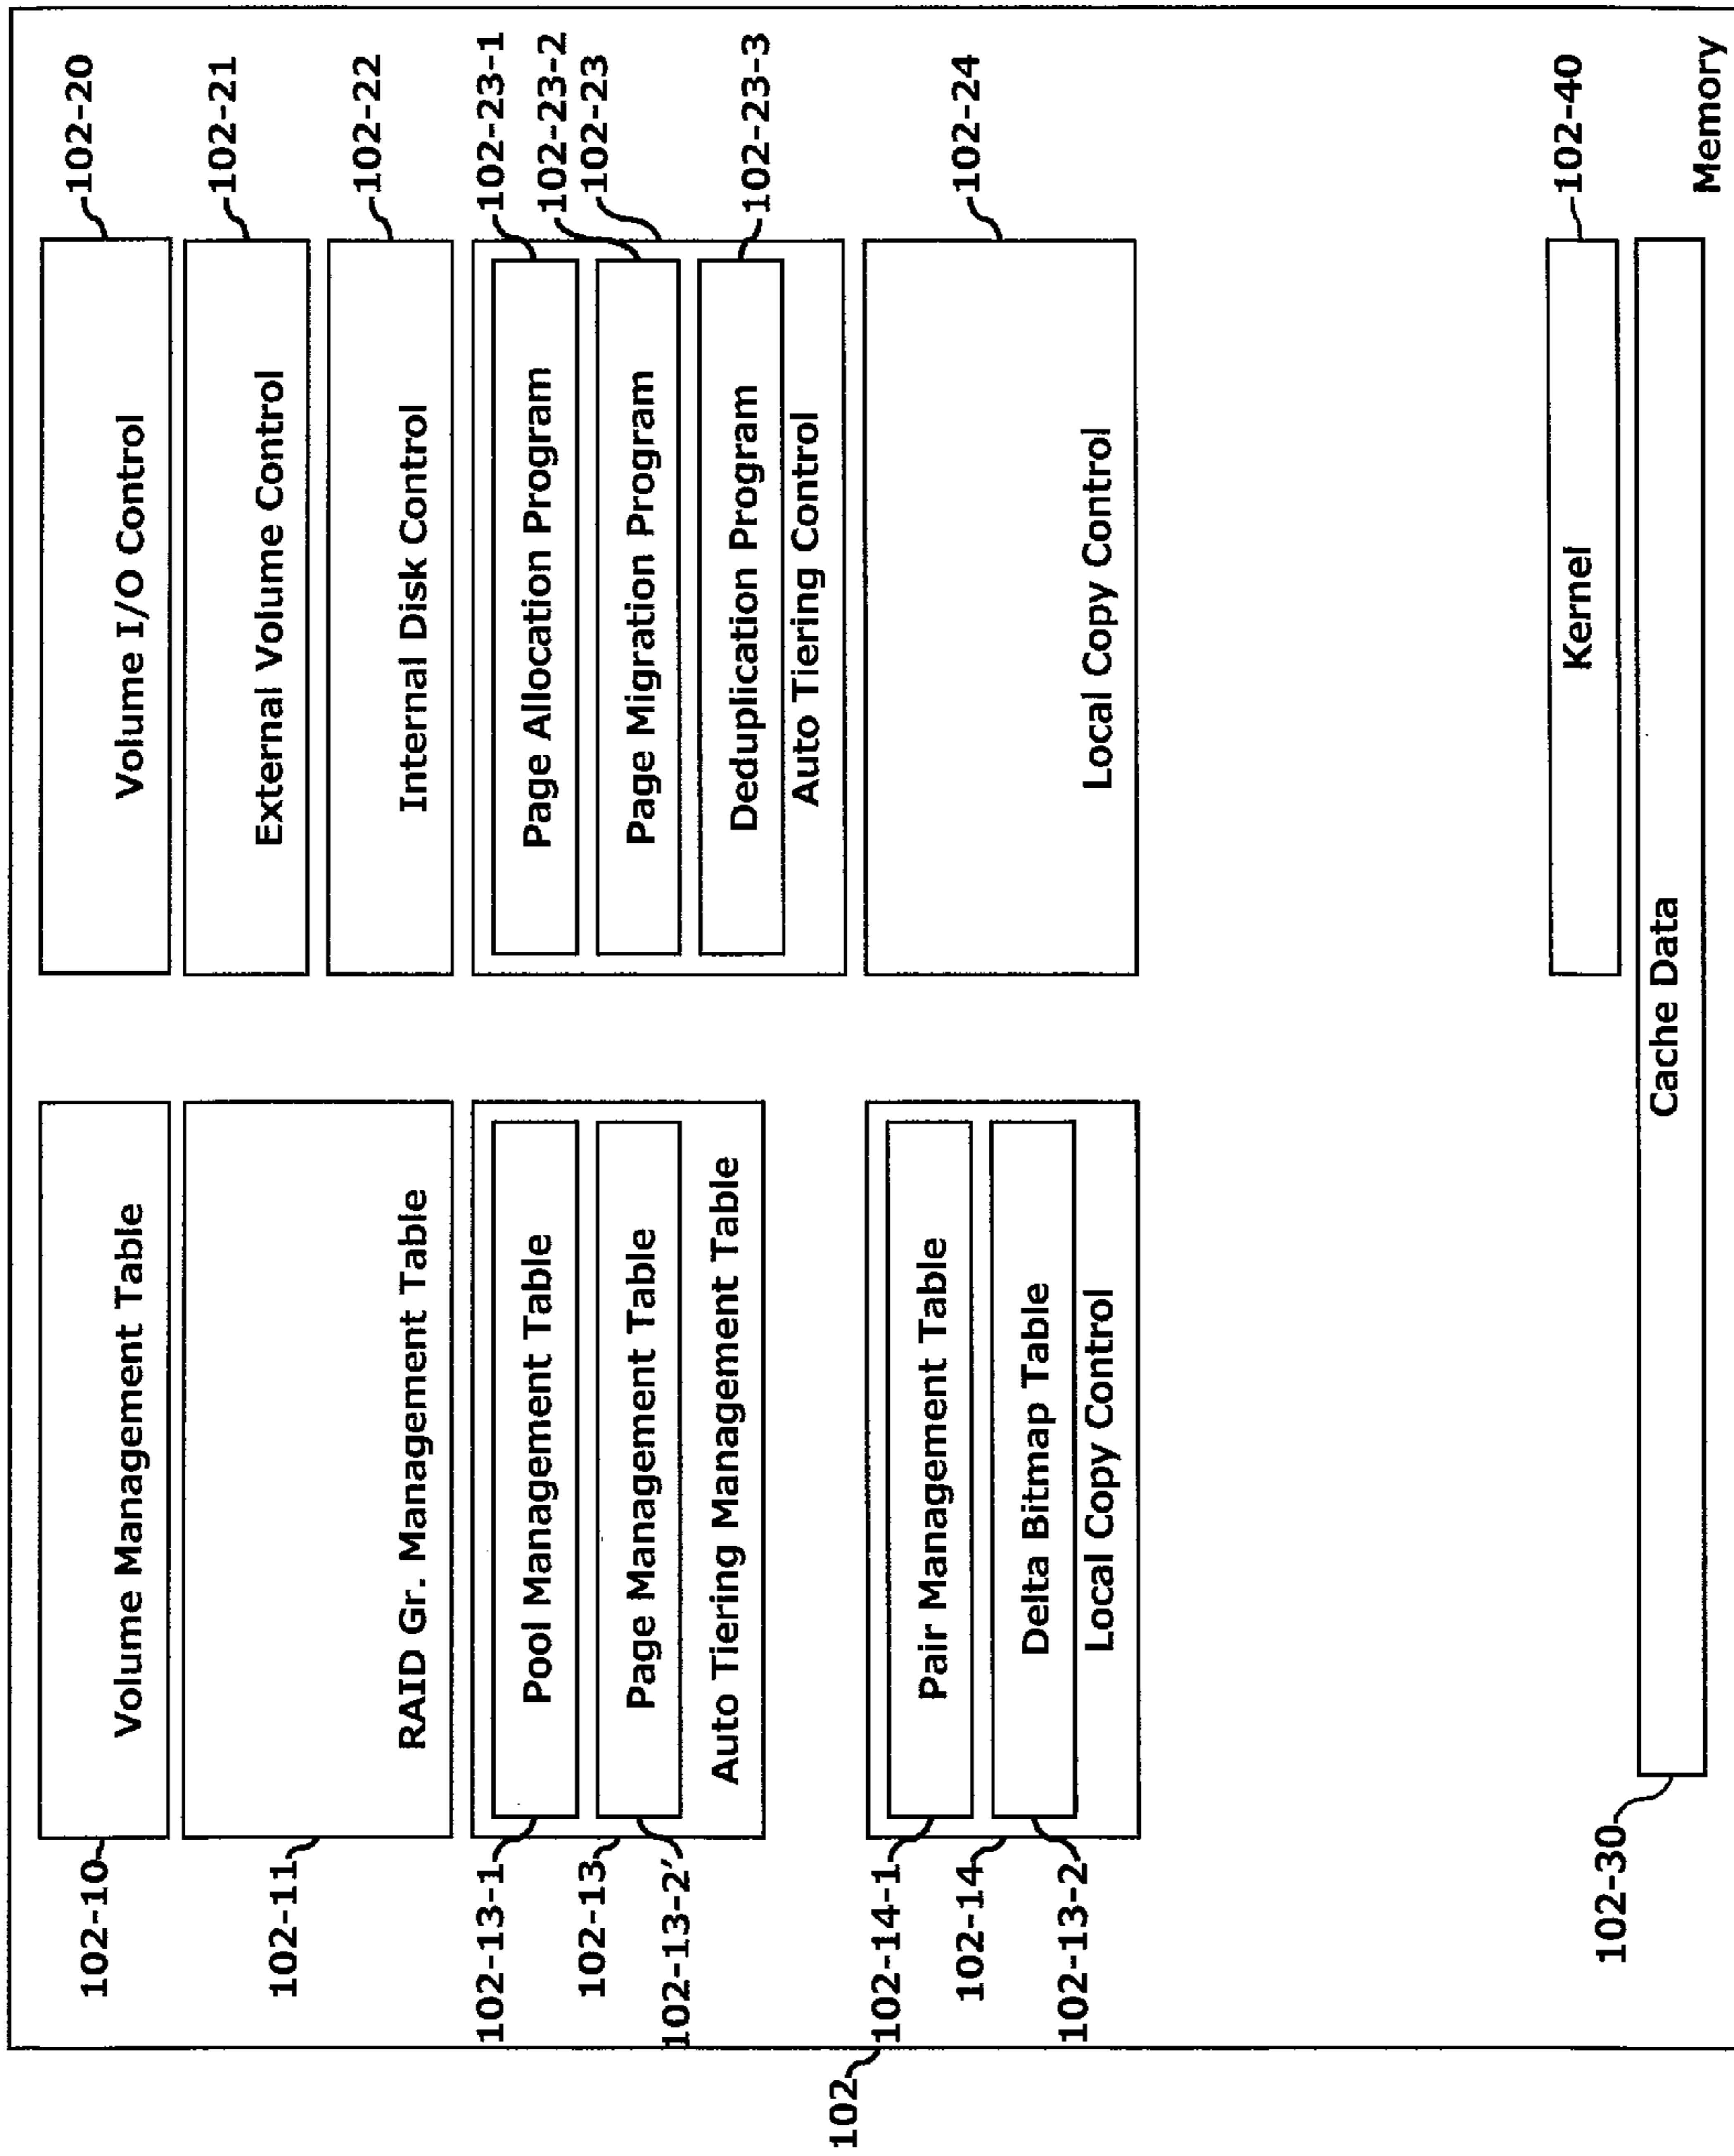 102
102-10
Volume Management Table
102-11
RAID Gr. Management Table
102-13-1
Pool Management Table
102-13
102-13-2′
Page Management Table
Auto Tiering Management Table
102-14-1
Pair Management Table
102-14
102-13-2
Delta Bitmap Table
Local Copy Control
Volume I/O Control
102-20
External Volume Control
102-21
Internal Disk Control
102-22
Page Allocation Program
102-23-1
Page Migration Program
102-23-2
102-23
Deduplication Program
102-23-3
Auto Tiering Control
Local Copy Control
102-24
Kernel
102-40
102-30
Cache Data
Memory